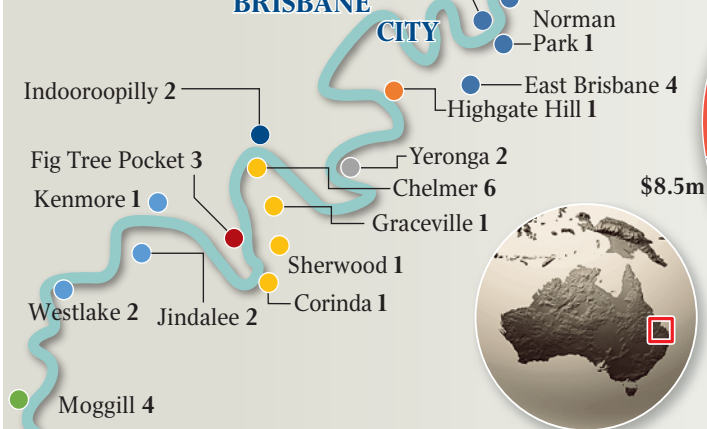 BRISBANE
CITY
Norman
Park 1
East Brisbane 4
Highgate Hill 1
Indooroopilly 2
Yeronga 2
Fig Tree Pocket 3
Chelmer 6
$8.5m
Kenmore 1
Graceville 1
Sherwood 1
Corinda 1
Westlake 2
Jindalee 2
Moggill 4